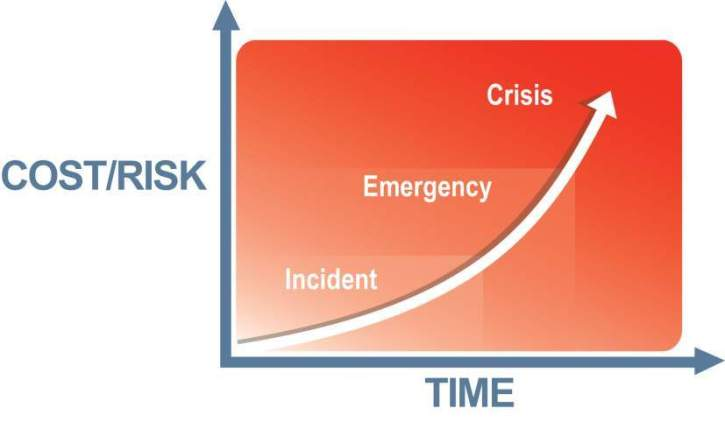 Crisis
COST/RISK
Emergency
Incident
TIME